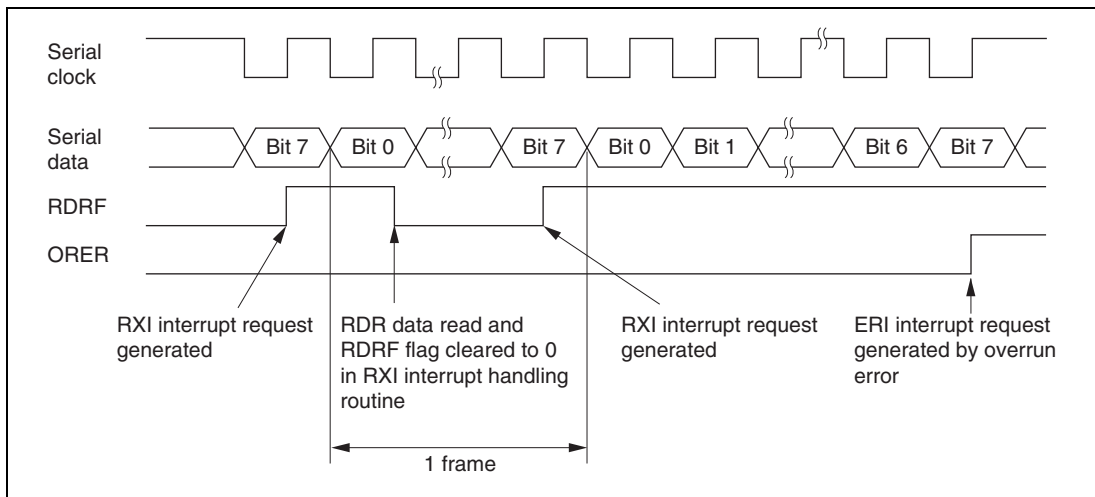 Serial
clock
Serial
data
Bit 7
Bit 0
Bit 7
Bit 0
Bit 1
Bit 6
Bit 7
RDRF
ORER
RXI interrupt request
generated
RDR data read and
RDRF flag cleared to 0
in RXI interrupt handling
routine
RXI interrupt request
generated
ERI interrupt request
generated by overrun
error
1 frame